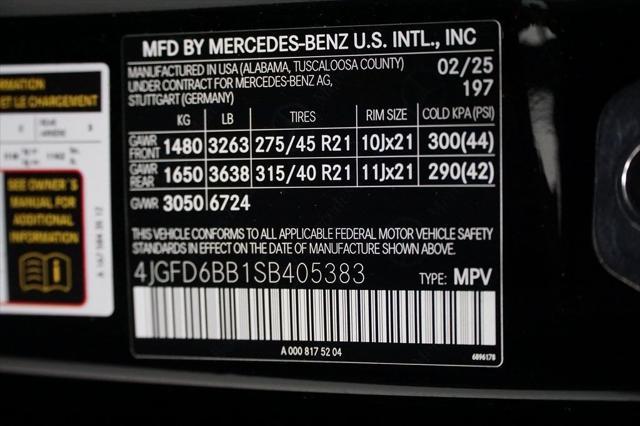 MFD BY MERCEDES-BENZ U.S. INTL., INC
MANUFACTURED IN USA (ALABAMA, TUSCALOOSA COUNTY) 02/25
UNDER CONTRACT FOR MERCEDES-BENZ AG, 197
STUTTGART (GERMANY)
KG LB TIRES RIM SIZE COLD KPA (PSI)
GAWR FRONT 1480 3263 275/45 R21 10Jx21 300(44)
GAWR REAR 1650 3638 315/40 R21 11Jx21 290(42)
GVWR 3050 6724
THIS VEHICLE CONFORMS TO ALL APPLICABLE FEDERAL MOTOR VEHICLE SAFETY
STANDARDS IN EFFECT ON THE DATE OF MANUFACTURE SHOWN ABOVE.
4JGFD6BB1SB405383 TYPE: MPV
A 000 817 52 04
6896178
ET LE CHARGEMENT
SEE OWNER'S
MANUAL FOR
ADDITIONAL
INFORMATION